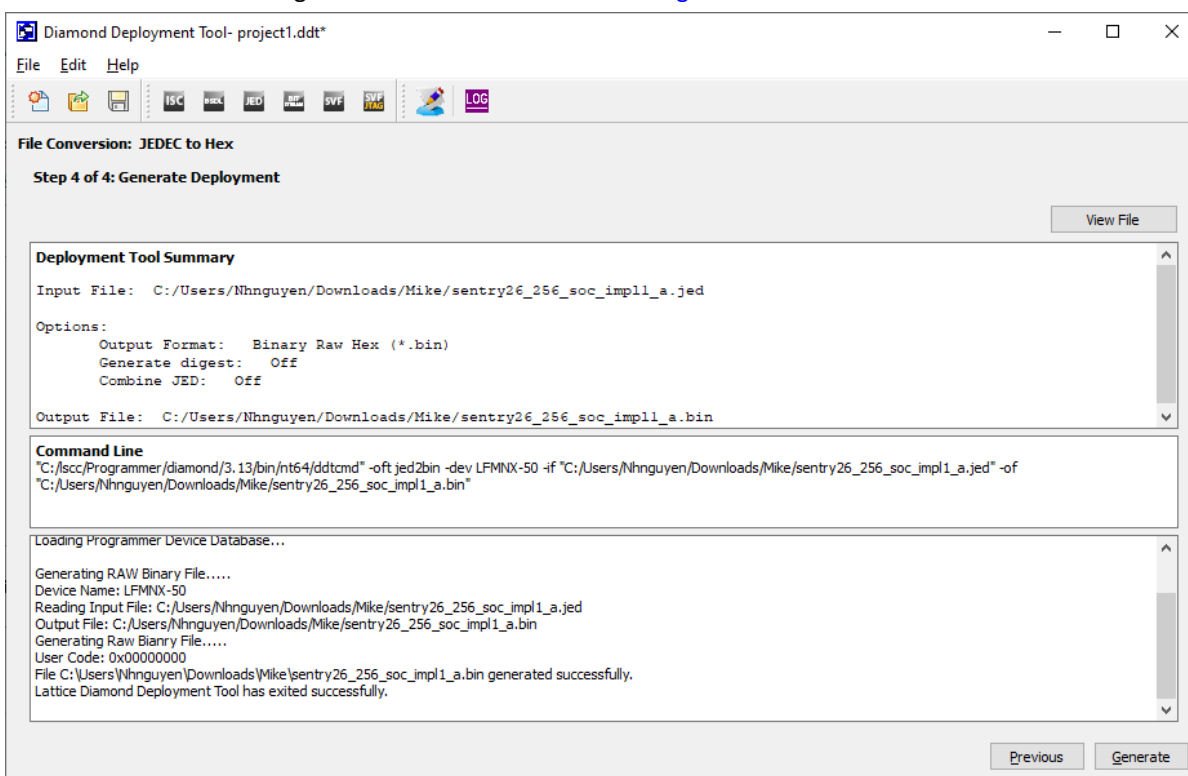 Diamond Deployment Tool- project1.ddt*
File Edit Help
ISC BSDL JED BIT STREAM SVF SVF JTAG LOG
File Conversion: JEDEC to Hex
Step 4 of 4: Generate Deployment
View File
Deployment Tool Summary
Input File: C:/Users/Nhnguyen/Downloads/Mike/sentry26_256_soc_impl1_a.jed
Options:
Output Format: Binary Raw Hex (*.bin)
Generate digest: Off
Combine JED: Off
Output File: C:/Users/Nhnguyen/Downloads/Mike/sentry26_256_soc_impl1_a.bin
Command Line
"C:/lscc/Programmer/diamond/3.13/bin/nt64/ddtcmd" -oft jed2bin -dev LFMNX-50 -if "C:/Users/Nhnguyen/Downloads/Mike/sentry26_256_soc_impl1_a.jed" -of
"C:/Users/Nhnguyen/Downloads/Mike/sentry26_256_soc_impl1_a.bin"
Loading Programmer Device Database...
Generating RAW Binary File.....
Device Name: LFMNX-50
Reading Input File: C:/Users/Nhnguyen/Downloads/Mike/sentry26_256_soc_impl1_a.jed
Output File: C:/Users/Nhnguyen/Downloads/Mike/sentry26_256_soc_impl1_a.bin
Generating Raw Bianry File.....
User Code: 0x00000000
File C:\Users\Nhnguyen\Downloads\Mike\sentry26_256_soc_impl1_a.bin generated successfully.
Lattice Diamond Deployment Tool has exited successfully.
Previous Generate